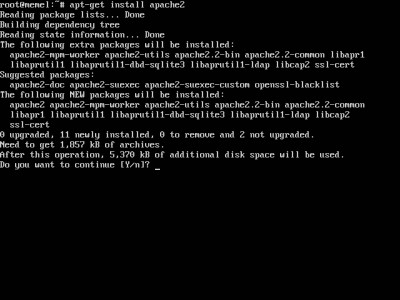 root@memel:~# apt-get install apache2
Reading package lists... Done
Building dependency tree
Reading state information... Done
The following extra packages will be installed:
  apache2-mpm-worker apache2-utils apache2.2-bin apache2.2-common libapr1
  libaprutil1 libaprutil1-dbd-sqlite3 libaprutil1-ldap libcap2 ssl-cert
Suggested packages:
  apache2-doc apache2-suexec apache2-suexec-custom openssl-blacklist
The following NEW packages will be installed:
  apache2 apache2-mpm-worker apache2-utils apache2.2-bin apache2.2-common
  libapr1 libaprutil1 libaprutil1-dbd-sqlite3 libaprutil1-ldap libcap2
  ssl-cert
0 upgraded, 11 newly installed, 0 to remove and 2 not upgraded.
Need to get 1,857 kB of archives.
After this operation, 5,370 kB of additional disk space will be used.
Do you want to continue [Y/n]? _